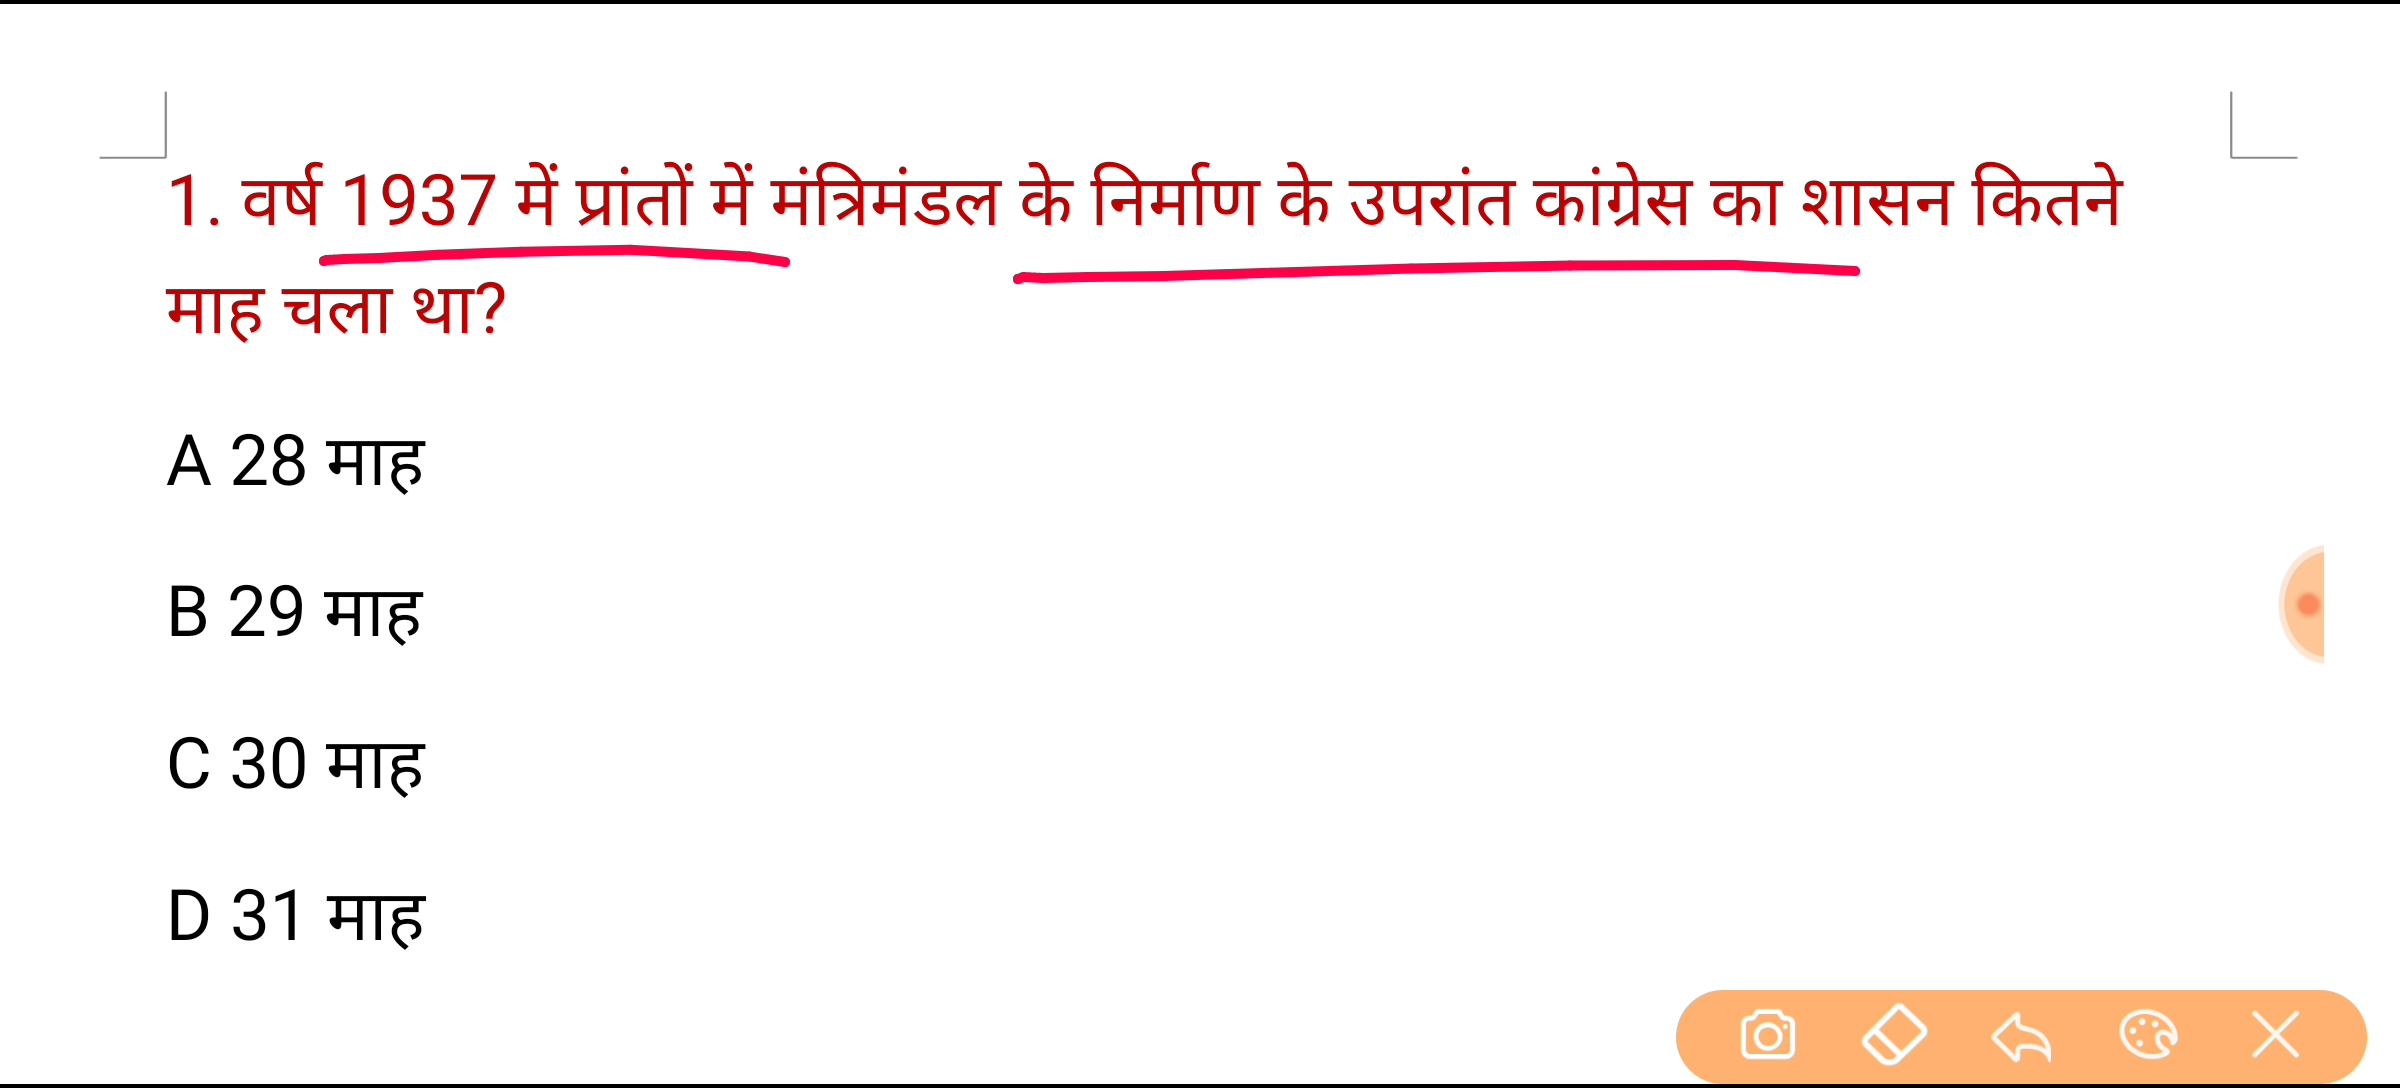 1. वर्ष 1937 में प्रांतों में मंत्रिमंडल के निर्माण के उपरांत कांग्रेस का शासन कितने
माह चला था?
A 28 माह
B 29 माह
C 30 माह
D 31 माह